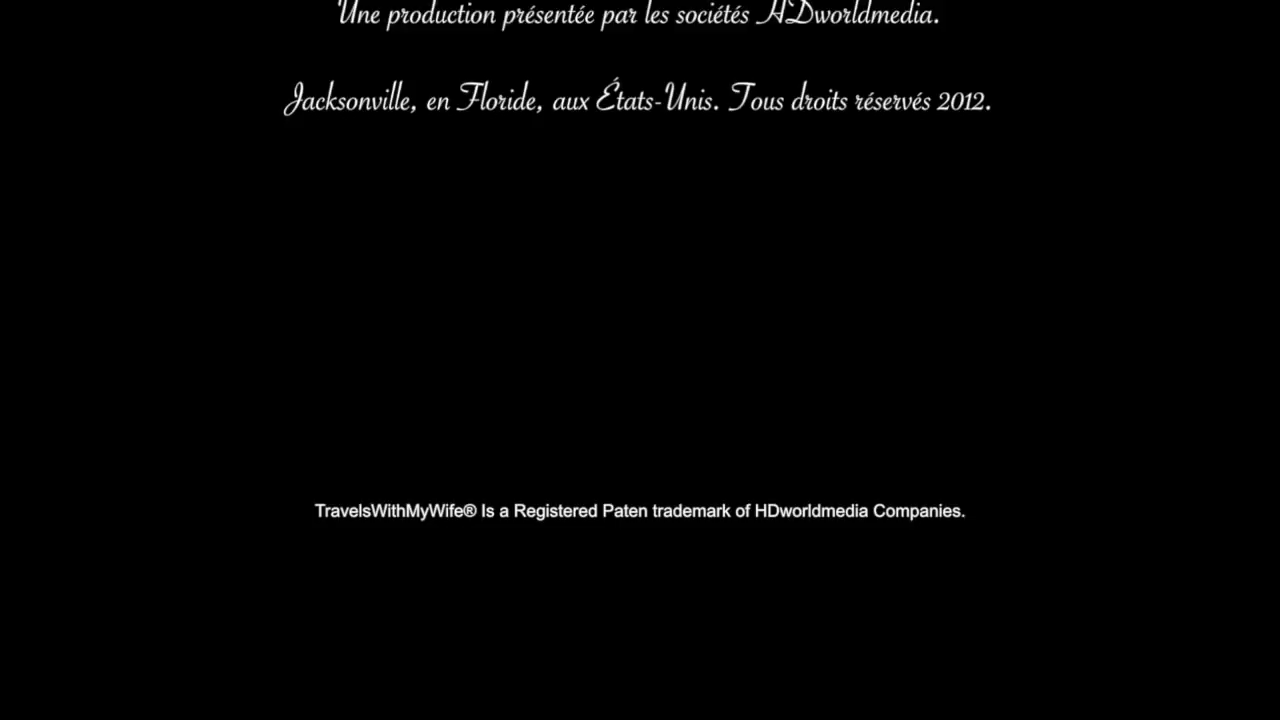 Une production présentée par les sociétés HDworldmedia.
Jacksonville, en Floride, aux États-Unis. Tous droits réservés 2012.
TravelsWithMyWife® Is a Registered Paten trademark of HDworldmedia Companies.